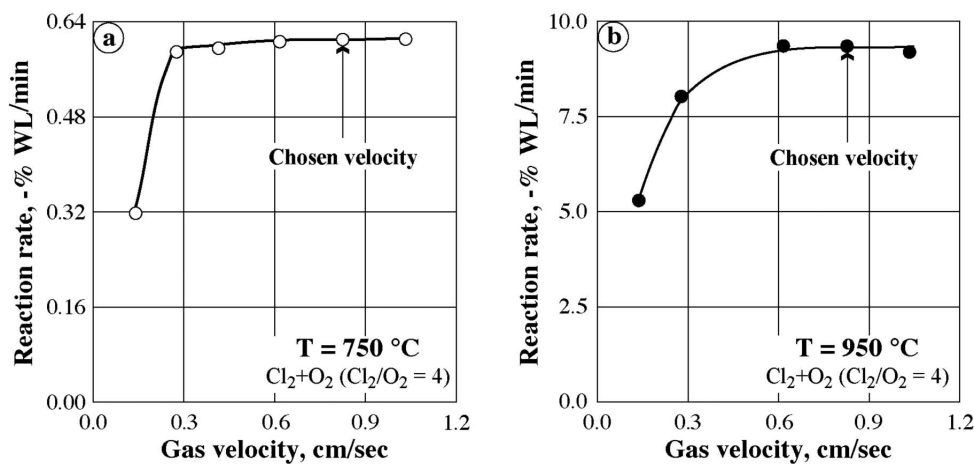 a
Reaction rate, -% WL/min
0.64
0.48
0.32
0.16
0.00
Chosen velocity
T = 750 °C
Cl₂+O₂ (Cl₂/O₂ = 4)
0.0 0.3 0.6 0.9 1.2
Gas velocity, cm/sec
b
Reaction rate, -% WL/min
10.0
7.5
5.0
2.5
0.0
Chosen velocity
T = 950 °C
Cl₂+O₂ (Cl₂/O₂ = 4)
0.0 0.3 0.6 0.9 1.2
Gas velocity, cm/sec